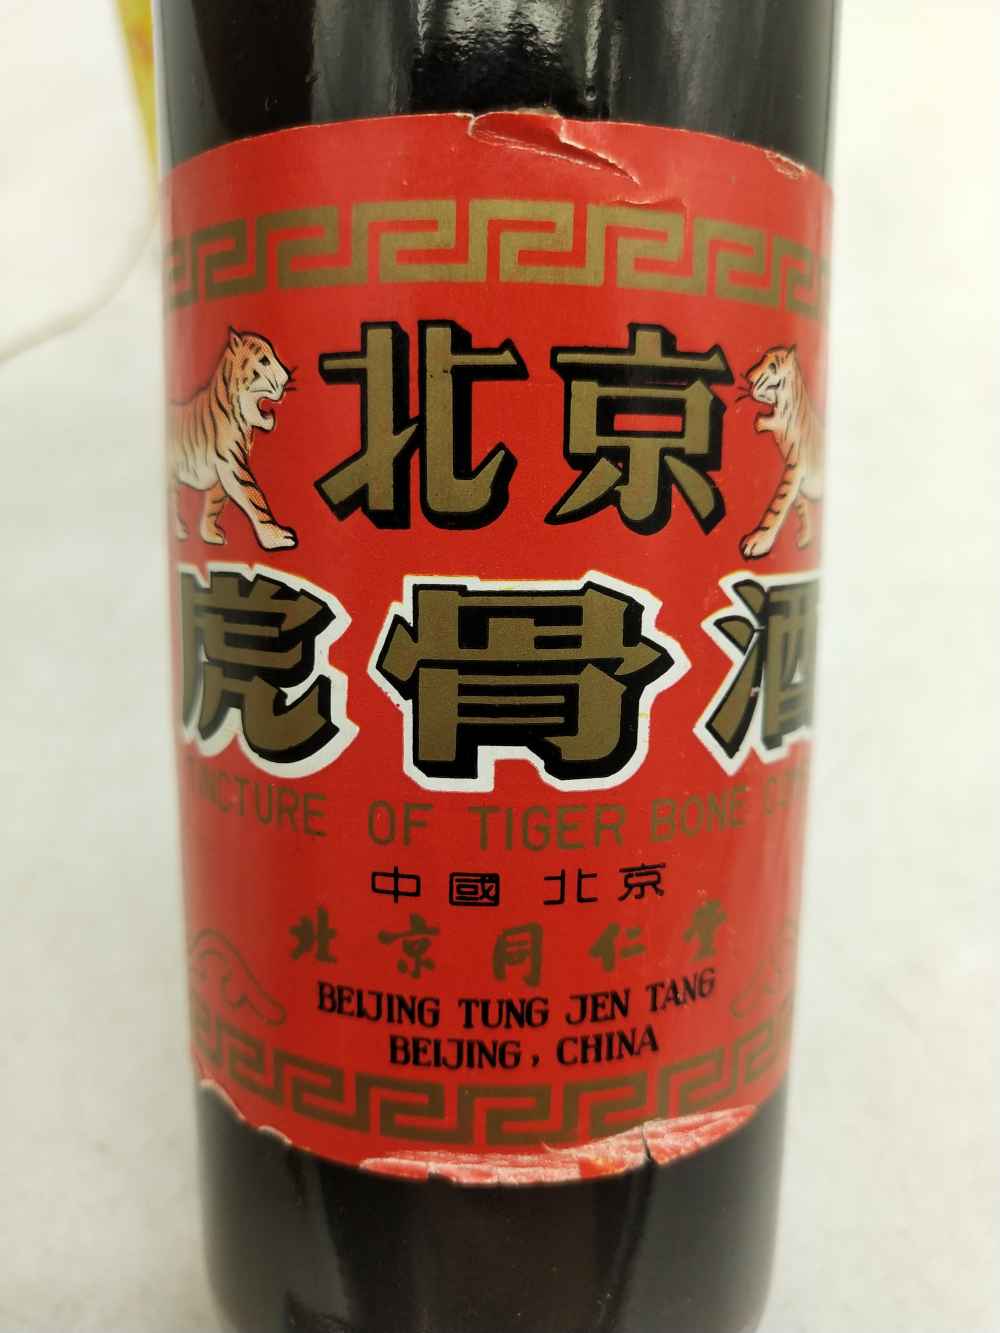 北京
虎骨酒
TINCTURE OF TIGER BONE
中國 北京
北京同仁堂
BEIJING TUNG JEN TANG
BEIJING, CHINA